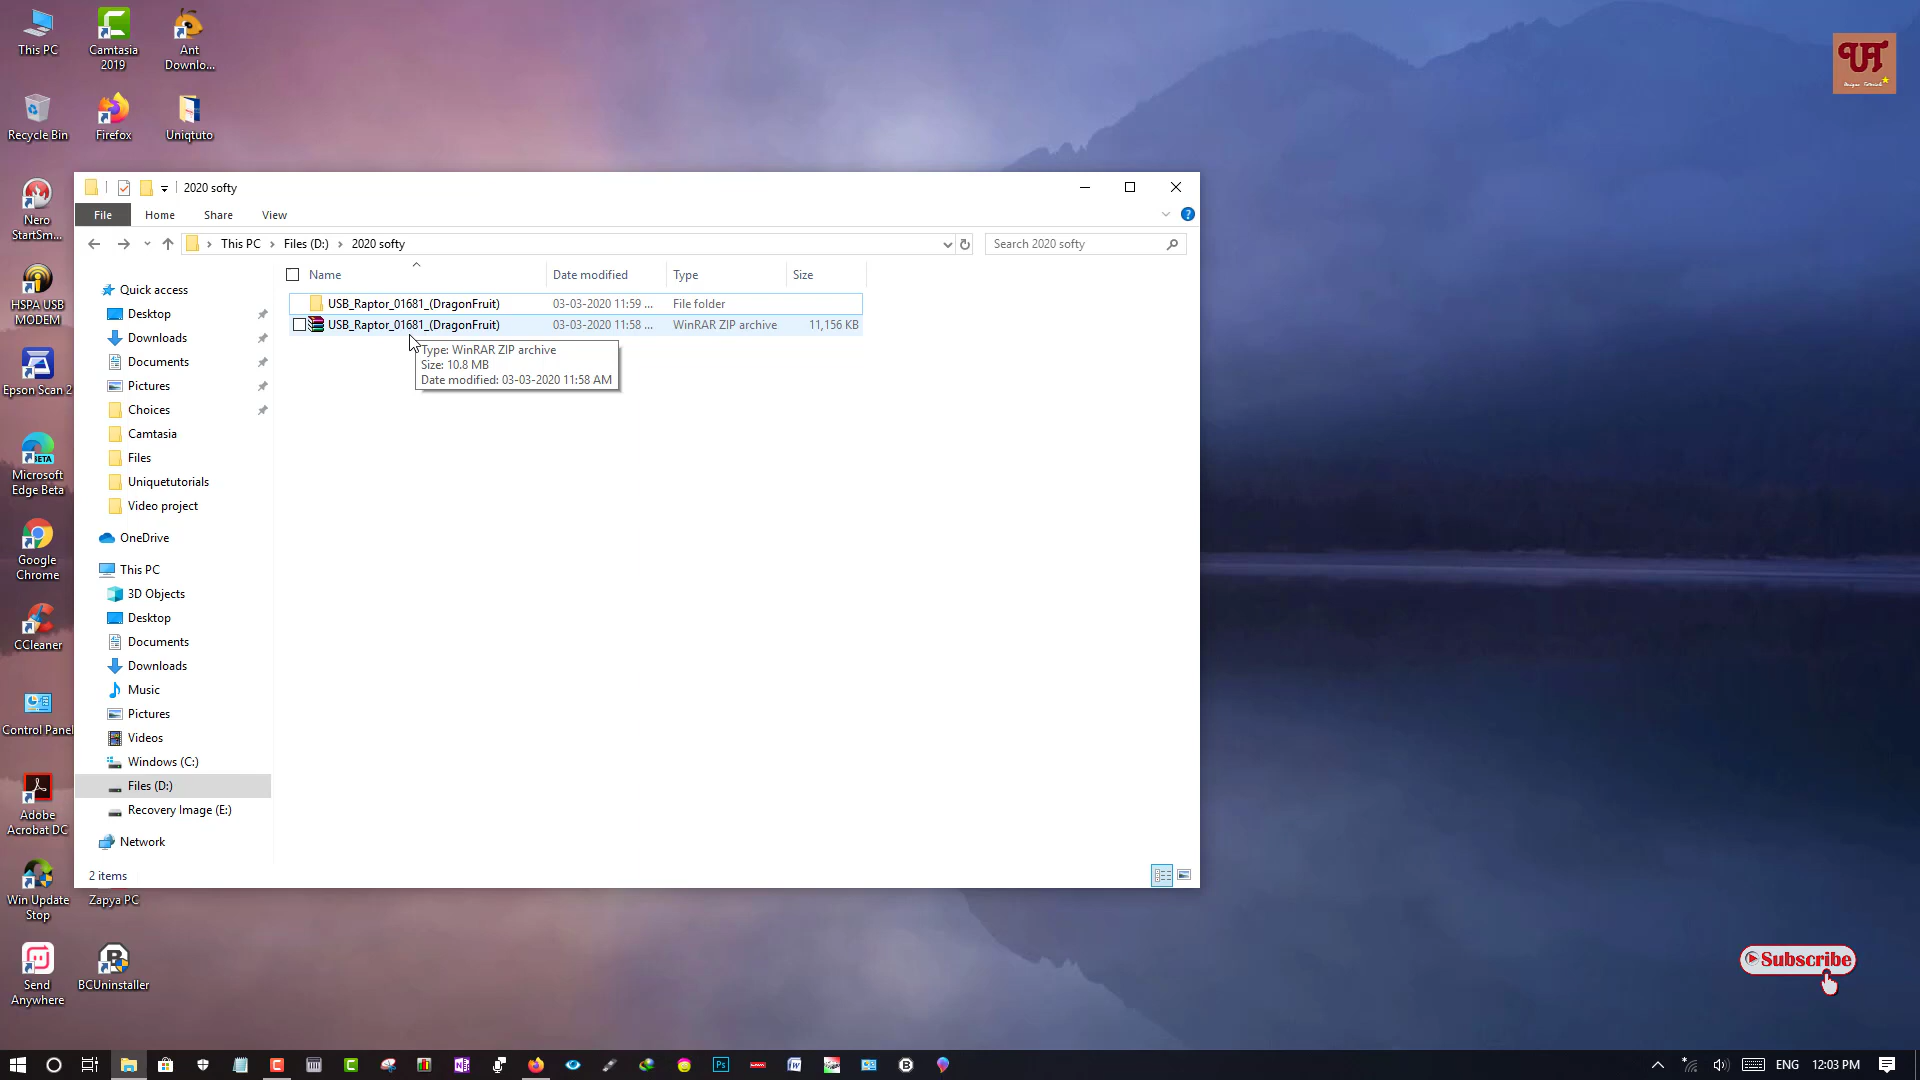 This PC
Camtasia
2019
Ant
Downlo...
Recycle Bin
Firefox
Uniqtuto
UT
Unique Tutorials
Nero
StartSm...
HSPA USB
MODEM
Epson Scan 2
BETA
Microsoft
Edge Beta
Google
Chrome
CCleaner
Control Panel
Adobe
Acrobat DC
Win Update
Stop
Zapya PC
Send
Anywhere
BCUninstaller
2020 softy
File
Home
Share
View
This PC
Files (D:)
2020 softy
Search 2020 softy
Name
Date modified
Type
Size
USB_Raptor_01681_(DragonFruit)
03-03-2020 11:59 ...
File folder
USB_Raptor_01681_(DragonFruit)
03-03-2020 11:58 ...
WinRAR ZIP archive
11,156 KB
Type: WinRAR ZIP archive
Size: 10.8 MB
Date modified: 03-03-2020 11:58 AM
Quick access
Desktop
Downloads
Documents
Pictures
Choices
Camtasia
Files
Uniquetutorials
Video project
OneDrive
This PC
3D Objects
Desktop
Documents
Downloads
Music
Pictures
Videos
Windows (C:)
Files (D:)
Recovery Image (E:)
Network
2 items
Subscribe
Ps
ENG
12:03 PM